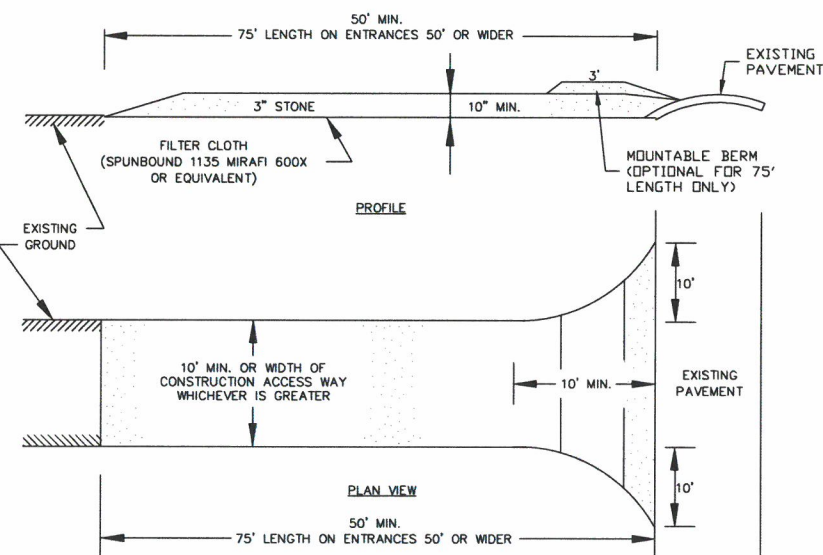 50' MIN.
75' LENGTH ON ENTRANCES 50' OR WIDER
EXISTING
PAVEMENT
3'
3" STONE
10" MIN.
FILTER CLOTH
(SPUNBOUND 1135 MIRAFI 600X
OR EQUIVALENT)
MOUNTABLE BERM
(OPTIONAL FOR 75'
LENGTH ONLY)
PROFILE
EXISTING
GROUND
10'
10' MIN. OR WIDTH OF
CONSTRUCTION ACCESS WAY
WHICHEVER IS GREATER
10' MIN.
EXISTING
PAVEMENT
10'
PLAN VIEW
50' MIN.
75' LENGTH ON ENTRANCES 50' OR WIDER